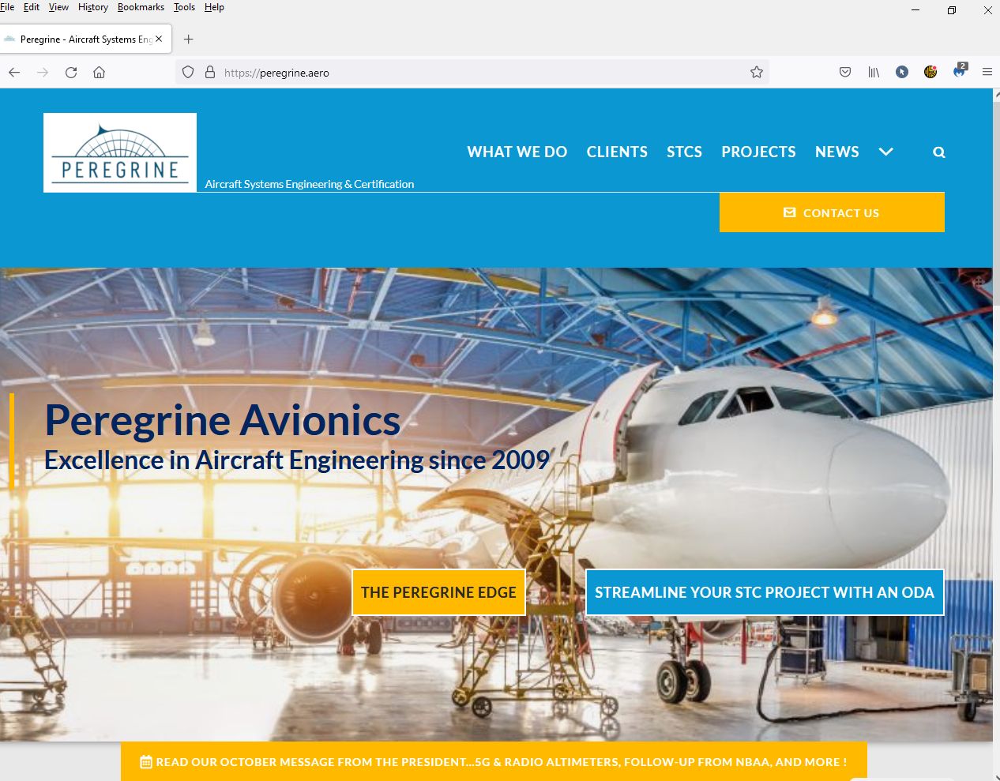 File Edit View History Bookmarks Tools Help
Peregrine - Aircraft Systems Eng
https://peregrine.aero
2
PEREGRINE
Aircraft Systems Engineering & Certification
WHAT WE DO CLIENTS STCS PROJECTS NEWS
CONTACT US
Peregrine Avionics
Excellence in Aircraft Engineering since 2009
THE PEREGRINE EDGE
STREAMLINE YOUR STC PROJECT WITH AN ODA
READ OUR OCTOBER MESSAGE FROM THE PRESIDENT...5G & RADIO ALTIMETERS, FOLLOW-UP FROM NBAA, AND MORE !